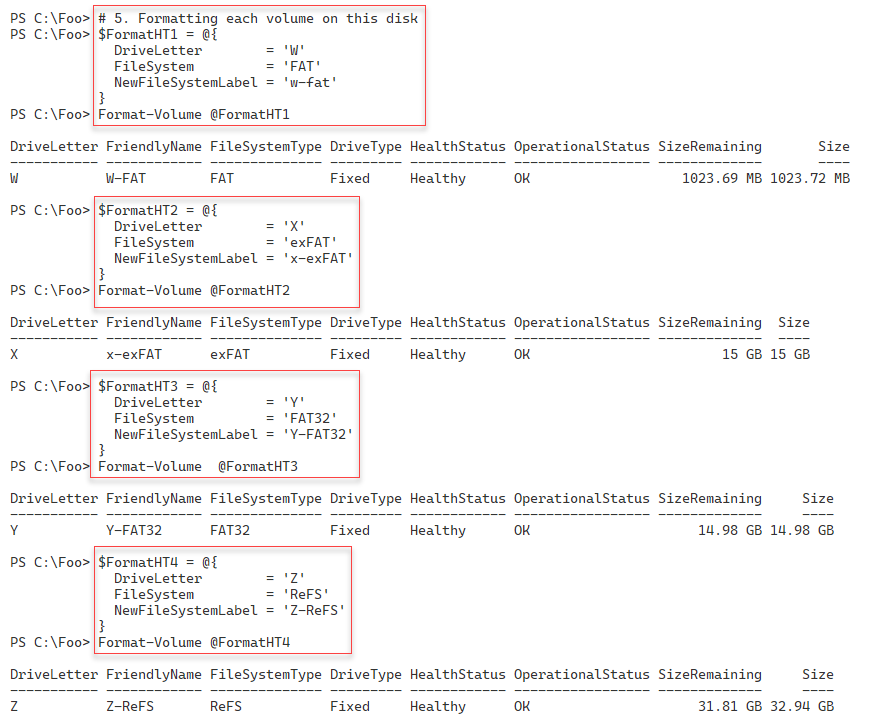 PS C:\Foo> # 5. Formatting each volume on this disk
PS C:\Foo> $FormatHT1 = @{
  DriveLetter        = 'W'
  FileSystem         = 'FAT'
  NewFileSystemLabel = 'w-fat'
}
PS C:\Foo> Format-Volume @FormatHT1
DriveLetter FriendlyName FileSystemType DriveType HealthStatus OperationalStatus SizeRemaining       Size
----------- ------------ -------------- --------- ------------ ----------------- -------------       ----
W           W-FAT        FAT            Fixed     Healthy      OK                   1023.69 MB 1023.72 MB
PS C:\Foo> $FormatHT2 = @{
  DriveLetter        = 'X'
  FileSystem         = 'exFAT'
  NewFileSystemLabel = 'x-exFAT'
}
PS C:\Foo> Format-Volume @FormatHT2
DriveLetter FriendlyName FileSystemType DriveType HealthStatus OperationalStatus SizeRemaining  Size
----------- ------------ -------------- --------- ------------ ----------------- -------------  ----
X           x-exFAT      exFAT          Fixed     Healthy      OK                        15 GB 15 GB
PS C:\Foo> $FormatHT3 = @{
  DriveLetter        = 'Y'
  FileSystem         = 'FAT32'
  NewFileSystemLabel = 'Y-FAT32'
}
PS C:\Foo> Format-Volume  @FormatHT3
DriveLetter FriendlyName FileSystemType DriveType HealthStatus OperationalStatus SizeRemaining     Size
----------- ------------ -------------- --------- ------------ ----------------- -------------     ----
Y           Y-FAT32      FAT32          Fixed     Healthy      OK                     14.98 GB 14.98 GB
PS C:\Foo> $FormatHT4 = @{
  DriveLetter        = 'Z'
  FileSystem         = 'ReFS'
  NewFileSystemLabel = 'Z-ReFS'
}
PS C:\Foo> Format-Volume @FormatHT4
DriveLetter FriendlyName FileSystemType DriveType HealthStatus OperationalStatus SizeRemaining     Size
----------- ------------ -------------- --------- ------------ ----------------- -------------     ----
Z           Z-ReFS       ReFS           Fixed     Healthy      OK                     31.81 GB 32.94 GB